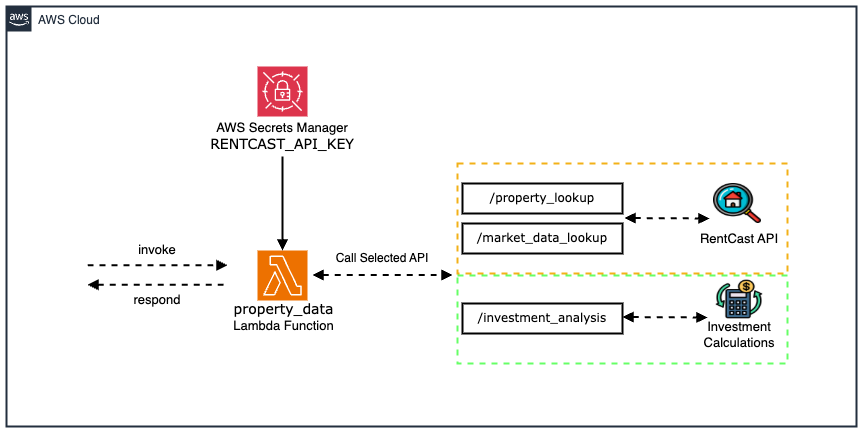 aws
AWS Cloud
AWS Secrets Manager
RENTCAST_API_KEY
invoke
respond
property_data
Lambda Function
Call Selected API
/property_lookup
/market_data_lookup
RentCast API
/investment_analysis
$
Investment
Calculations